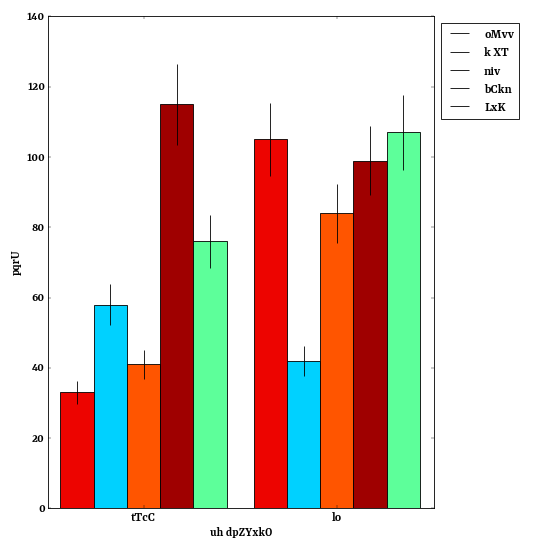 140
120
100
80
60
40
20
0
pqrU
tTcC
lo
uh dpZYxkO
oMvv
k XT
niv
bCkn
LxK